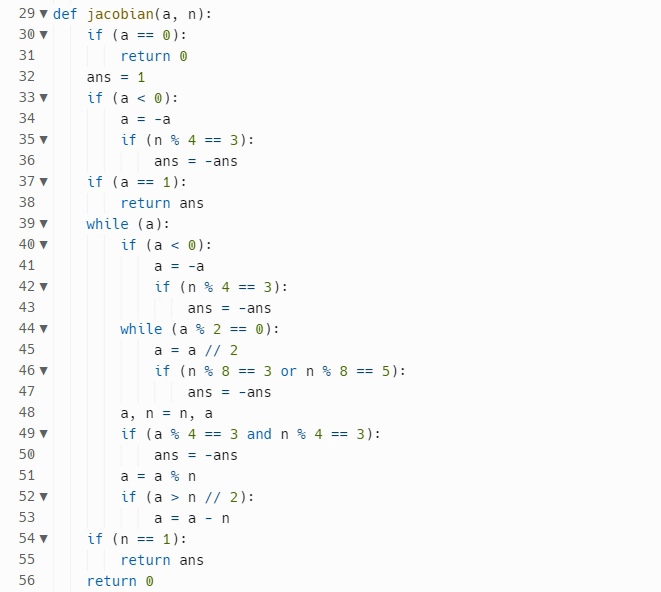 29 ▼ def jacobian(a, n):
30 ▼     if (a == 0):
31             return 0
32         ans = 1
33 ▼     if (a < 0):
34             a = -a
35 ▼         if (n % 4 == 3):
36                 ans = -ans
37 ▼     if (a == 1):
38             return ans
39 ▼     while (a):
40 ▼         if (a < 0):
41                 a = -a
42 ▼             if (n % 4 == 3):
43                     ans = -ans
44 ▼         while (a % 2 == 0):
45                 a = a // 2
46 ▼             if (n % 8 == 3 or n % 8 == 5):
47                     ans = -ans
48             a, n = n, a
49 ▼         if (a % 4 == 3 and n % 4 == 3):
50                 ans = -ans
51             a = a % n
52 ▼         if (a > n // 2):
53                 a = a - n
54 ▼     if (n == 1):
55             return ans
56         return 0